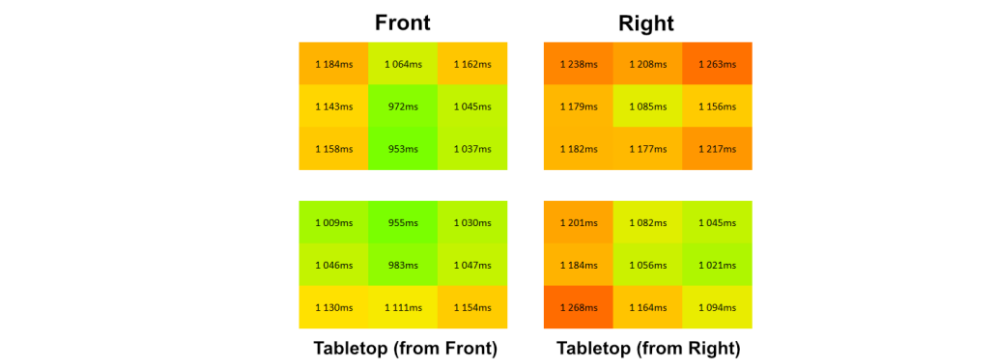 Front Right
1 184ms 1 064ms 1 162ms 1 238ms 1 208ms 1 263ms
1 143ms 972ms 1 045ms 1 179ms 1 085ms 1 156ms
1 158ms 953ms 1 037ms 1 182ms 1 177ms 1 217ms
1 009ms 955ms 1 030ms 1 201ms 1 082ms 1 045ms
1 046ms 983ms 1 047ms 1 184ms 1 056ms 1 021ms
1 130ms 1 111ms 1 154ms 1 268ms 1 164ms 1 094ms
Tabletop (from Front) Tabletop (from Right)